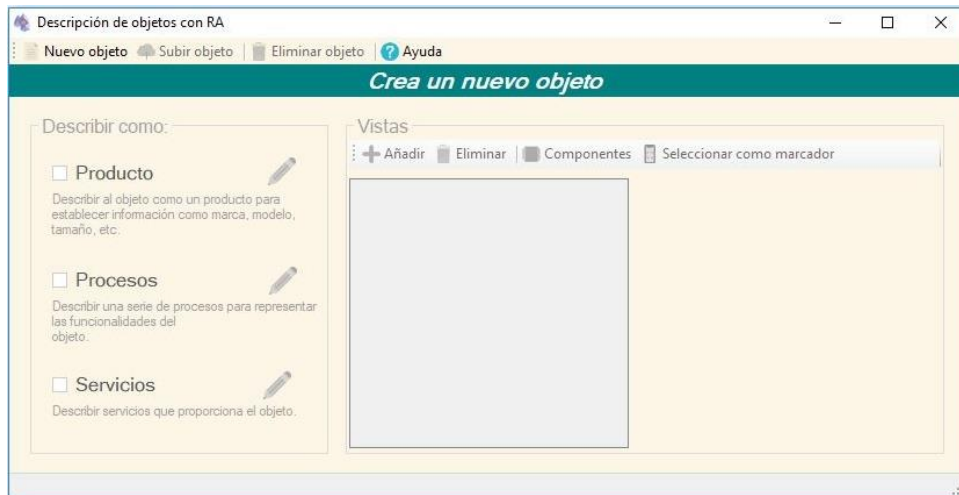 Descripción de objetos con RA
Nuevo objeto Subir objeto Eliminar objeto Ayuda
Crea un nuevo objeto
Describir como:
Producto
Describir al objeto como un producto para
establecer información como marca, modelo,
tamaño, etc.
Procesos
Describir una serie de procesos para representar
las funcionalidades del
objeto.
Servicios
Describir servicios que proporciona el objeto.
Vistas
Añadir Eliminar Componentes Seleccionar como marcador